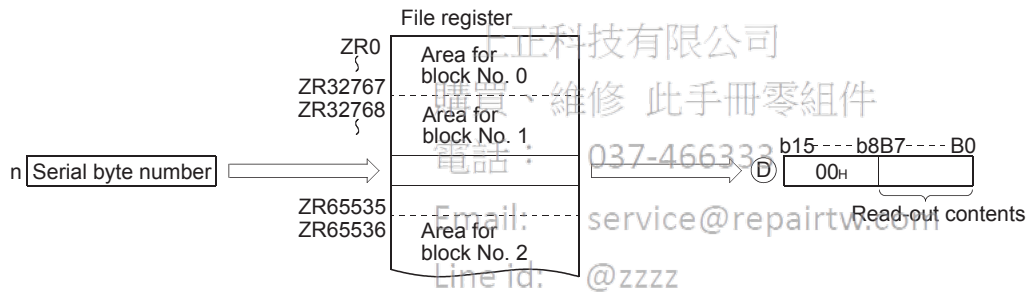 File register
ZR0
Area for
block No. 0
ZR32767
ZR32768
Area for
block No. 1
n Serial byte number
b15 ---- b8B7 ---- B0
D 00H
Read-out contents
ZR65535
ZR65536
Area for
block No. 2
上正科技有限公司
購買、維修 此手冊零組件
電話： 037-466333
Email: service@repairtw.com
Line id: @zzzz